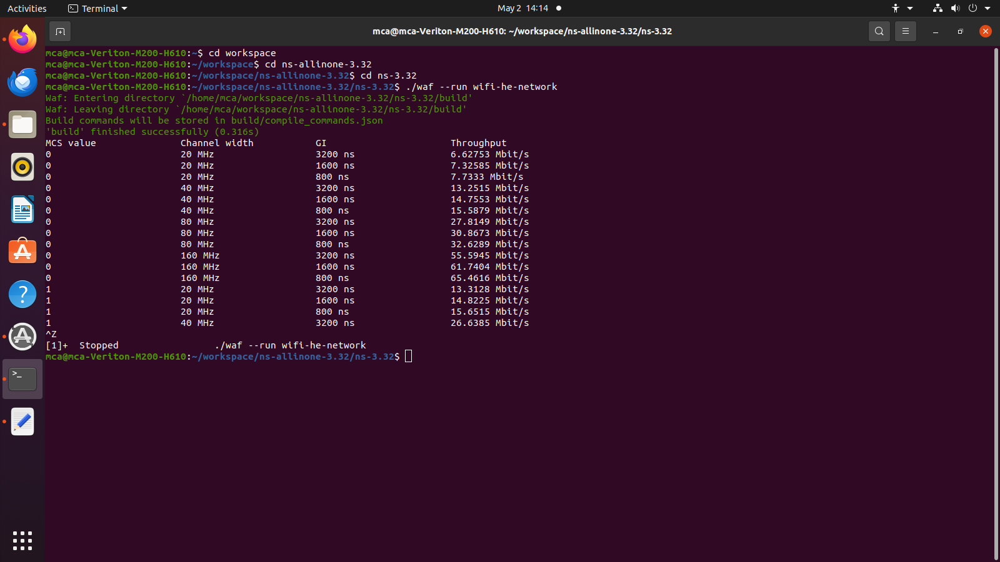 Activities Terminal May 2 14:14
mca@mca-Veriton-M200-H610: ~/workspace/ns-allinone-3.32/ns-3.32
mca@mca-Veriton-M200-H610:~$ cd workspace
mca@mca-Veriton-M200-H610:~/workspace$ cd ns-allinone-3.32
mca@mca-Veriton-M200-H610:~/workspace/ns-allinone-3.32$ cd ns-3.32
mca@mca-Veriton-M200-H610:~/workspace/ns-allinone-3.32/ns-3.32$ ./waf --run wifi-he-network
Waf: Entering directory `/home/mca/workspace/ns-allinone-3.32/ns-3.32/build'
Waf: Leaving directory `/home/mca/workspace/ns-allinone-3.32/ns-3.32/build'
Build commands will be stored in build/compile_commands.json
'build' finished successfully (0.316s)
MCS value Channel width GI Throughput
0 20 MHz 3200 ns 6.62753 Mbit/s
0 20 MHz 1600 ns 7.32585 Mbit/s
0 20 MHz 800 ns 7.7333 Mbit/s
0 40 MHz 3200 ns 13.2515 Mbit/s
0 40 MHz 1600 ns 14.7553 Mbit/s
0 40 MHz 800 ns 15.5879 Mbit/s
0 80 MHz 3200 ns 27.8149 Mbit/s
0 80 MHz 1600 ns 30.8673 Mbit/s
0 80 MHz 800 ns 32.6289 Mbit/s
0 160 MHz 3200 ns 55.5945 Mbit/s
0 160 MHz 1600 ns 61.7404 Mbit/s
0 160 MHz 800 ns 65.4616 Mbit/s
1 20 MHz 3200 ns 13.3128 Mbit/s
1 20 MHz 1600 ns 14.8225 Mbit/s
1 20 MHz 800 ns 15.6515 Mbit/s
1 40 MHz 3200 ns 26.6385 Mbit/s
^Z
[1]+ Stopped ./waf --run wifi-he-network
mca@mca-Veriton-M200-H610:~/workspace/ns-allinone-3.32/ns-3.32$